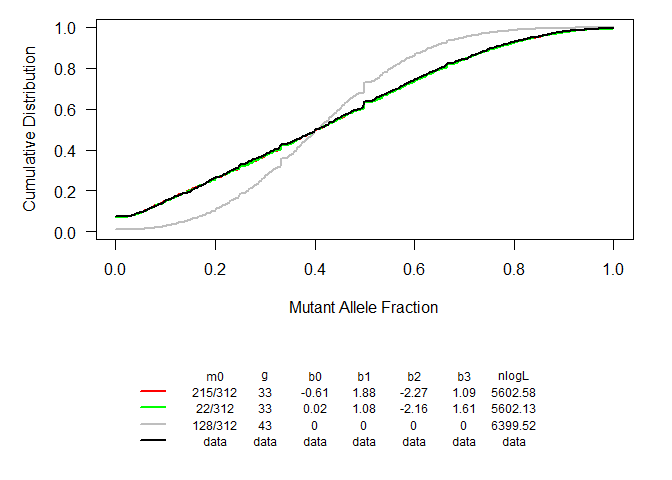 1.0
0.8
0.6
0.4
0.2
0.0
Cumulative Distribution
0.0 0.2 0.4 0.6 0.8 1.0
Mutant Allele Fraction
m0 g b0 b1 b2 b3 nlogL
215/312 33 -0.61 1.88 -2.27 1.09 5602.58
22/312 33 0.02 1.08 -2.16 1.61 5602.13
128/312 43 0 0 0 0 6399.52
data data data data data data data